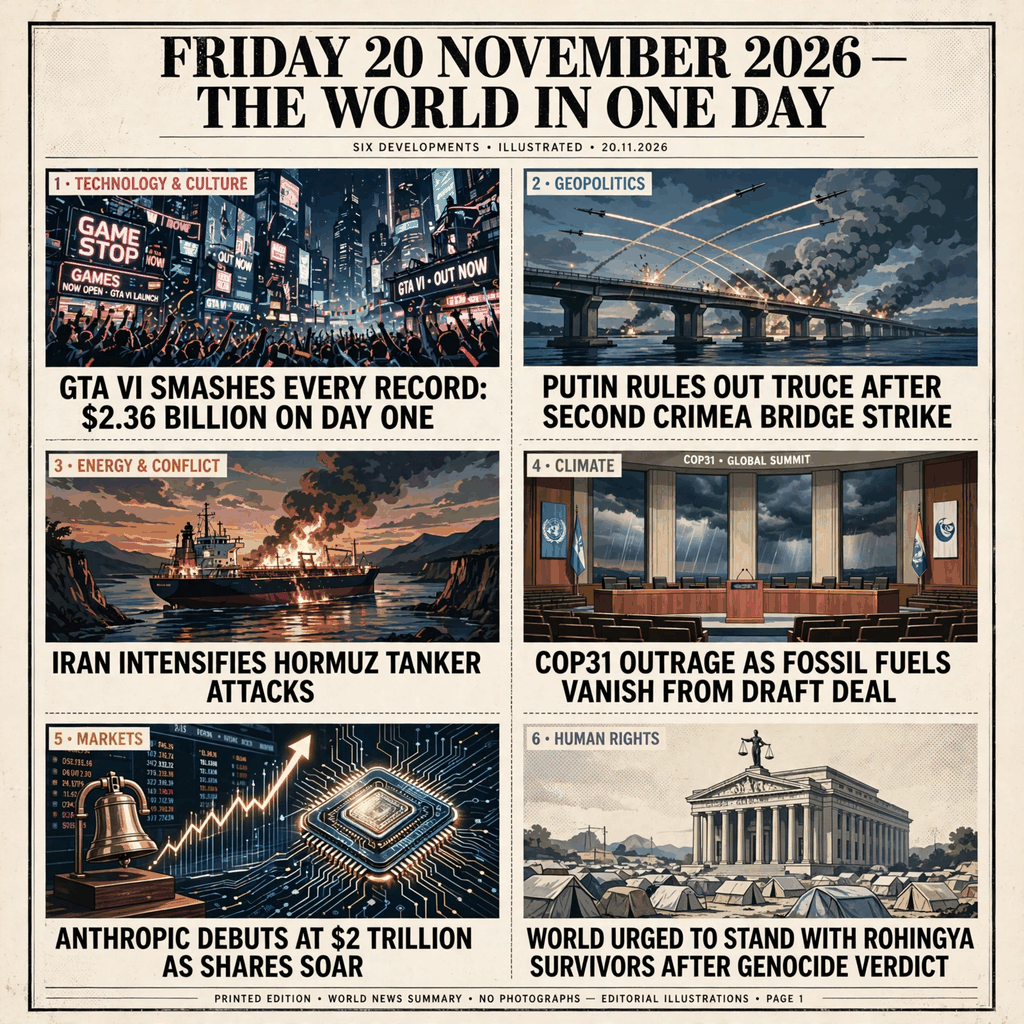 FRIDAY 20 NOVEMBER 2026 —
THE WORLD IN ONE DAY
SIX DEVELOPMENTS • ILLUSTRATED • 20.11.2026
1 • TECHNOLOGY & CULTURE
GAME
STOP
GAMES
NOW OPEN • GTA VI LAUNCH
NOW
OUT NOW
GTA VI • OUT NOW
GTA VI SMASHES EVERY RECORD:
$2.36 BILLION ON DAY ONE
2 • GEOPOLITICS
PUTIN RULES OUT TRUCE AFTER
SECOND CRIMEA BRIDGE STRIKE
3 • ENERGY & CONFLICT
IRAN INTENSIFIES HORMUZ TANKER
ATTACKS
4 • CLIMATE
COP31 • GLOBAL SUMMIT
COP31 OUTRAGE AS FOSSIL FUELS
VANISH FROM DRAFT DEAL
5 • MARKETS
ANTHROPIC DEBUTS AT $2 TRILLION
AS SHARES SOAR
6 • HUMAN RIGHTS
WORLD URGED TO STAND WITH ROHINGYA
SURVIVORS AFTER GENOCIDE VERDICT
PRINTED EDITION • WORLD NEWS SUMMARY • NO PHOTOGRAPHS — EDITORIAL ILLUSTRATIONS • PAGE 1